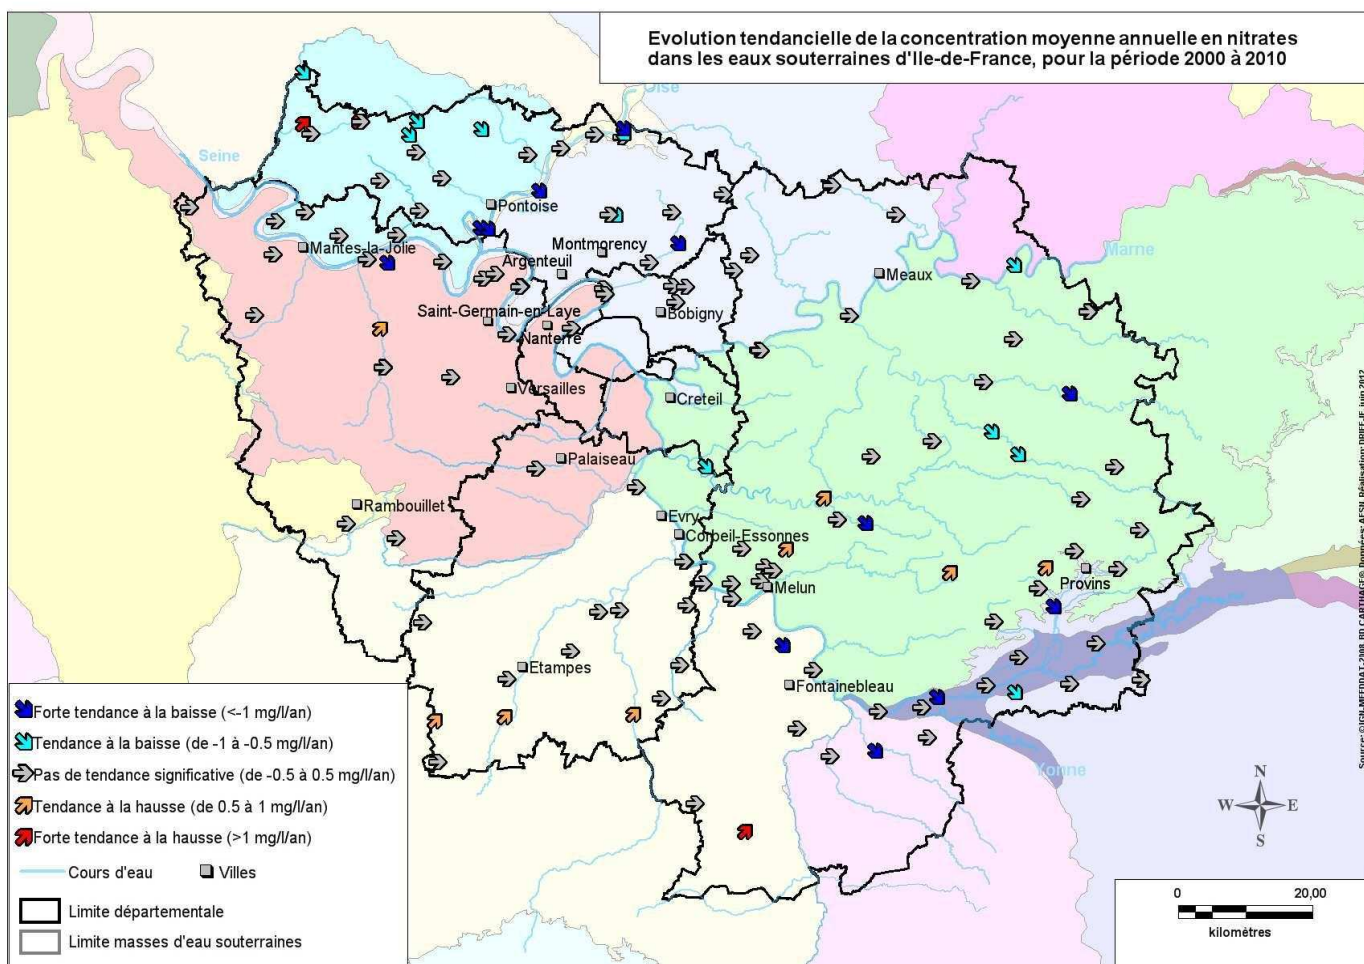 Evolution tendancielle de la concentration moyenne annuelle en nitrates
dans les eaux souterraines d'Ile-de-France, pour la période 2000 à 2010
Oise
Seine
Pontoise
Mantes-la-Jolie
Montmorency
Argenteuil
Marne
Meaux
Saint-Germain-en-Laye
Bobigny
Nanterre
Versailles
Creteil
Palaiseau
Rambouillet
Evry
Corbeil-Essonnes
Melun
Provins
Etampes
Fontainebleau
Yonne
Forte tendance à la baisse (<-1 mg/l/an)
Tendance à la baisse (de -1 à -0.5 mg/l/an)
Pas de tendance significative (de -0.5 à 0.5 mg/l/an)
Tendance à la hausse (de 0.5 à 1 mg/l/an)
Forte tendance à la hausse (>1 mg/l/an)
Cours d'eau
Villes
Limite départementale
Limite masses d'eau souterraines
N
W E
S
0 20,00
kilomètres